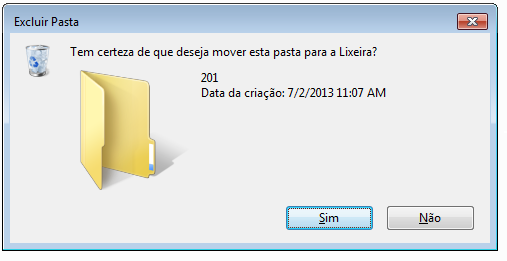 Excluir Pasta
Tem certeza de que deseja mover esta pasta para a Lixeira?
201
Data da criação: 7/2/2013 11:07 AM
Sim
Não